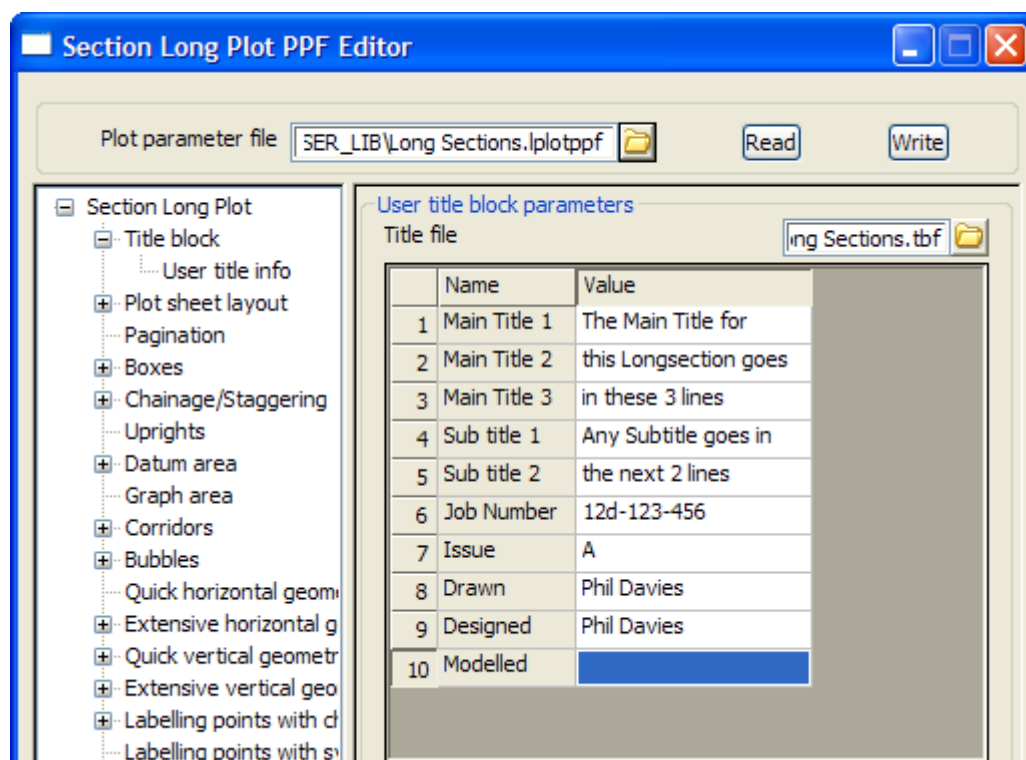 Section Long Plot PPF Editor
Plot parameter file SER_LIB\Long Sections.lplotppf Read Write
Section Long Plot
Title block
User title info
Plot sheet layout
Pagination
Boxes
Chainage/Staggering
Uprights
Datum area
Graph area
Corridors
Bubbles
Quick horizontal geom
Extensive horizontal g
Quick vertical geometr
Extensive vertical geo
Labelling points with ch
Labelling points with sy
User title block parameters
Title file ong Sections.tbf
Name Value
1 Main Title 1 The Main Title for
2 Main Title 2 this Longsection goes
3 Main Title 3 in these 3 lines
4 Sub title 1 Any Subtitle goes in
5 Sub title 2 the next 2 lines
6 Job Number 12d-123-456
7 Issue A
8 Drawn Phil Davies
9 Designed Phil Davies
10 Modelled